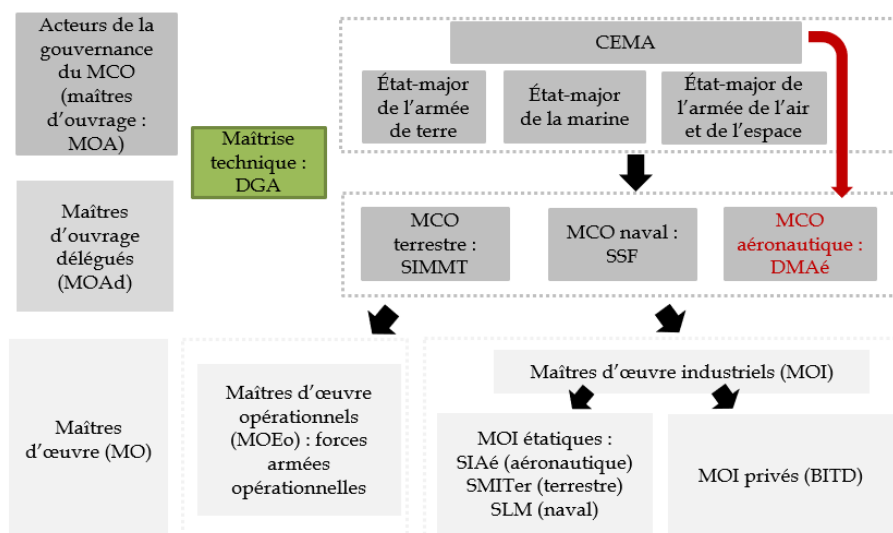 Acteurs de la
gouvernance
du MCO
(maîtres
d'ouvrage :
MOA)
CEMA
État-major
de l'armée
de terre
État-major
de la marine
État-major de
l'armée de l'air
et de l'espace
Maîtrise
technique :
DGA
Maîtres
d'ouvrage
délégués
(MOAd)
MCO
terrestre :
SIMMT
MCO naval :
SSF
MCO
aéronautique :
DMAé
Maîtres
d'œuvre (MO)
Maîtres d'œuvre
opérationnels
(MOEo) : forces
armées
opérationnelles
Maîtres d'œuvre industriels (MOI)
MOI étatiques :
SIAé (aéronautique)
SMITer (terrestre)
SLM (naval)
MOI privés (BITD)